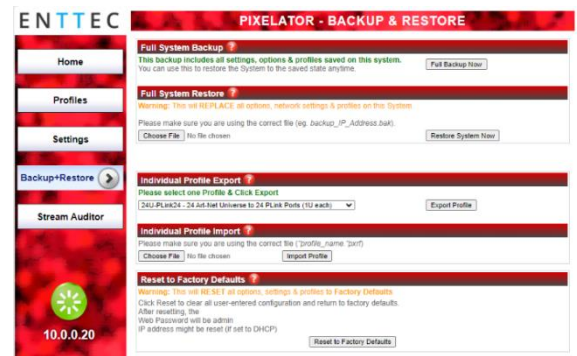 ENTTEC
PIXELATOR - BACKUP & RESTORE
Home
Profiles
Settings
Backup+Restore
Stream Auditor
10.0.0.20
Full System Backup ?
This backup includes all settings, options & profiles saved on this system.
You can use this to restore the System to the saved state anytime.
Full Backup Now
Full System Restore ?
Warning: This will REPLACE all options, network settings & profiles on this System
Please make sure you are using the correct file (eg. backup_IP_Address.bak).
Choose File No file chosen
Restore System Now
Individual Profile Export ?
Please select one Profile & Click Export
24U-PLink24 - 24 Art-Net Universe to 24 PLink Ports (1U each)
Export Profile
Individual Profile Import ?
Please make sure you are using the correct file (*profile_name *pxrf)
Choose File No file chosen
Import Profile
Reset to Factory Defaults ?
Warning: This will RESET all options, settings & profiles to Factory Defaults
Click Reset to clear all user-entered configuration and return to factory defaults.
After resetting, the
Web Password will be admin
IP address might be reset (if set to DHCP)
Reset to Factory Defaults